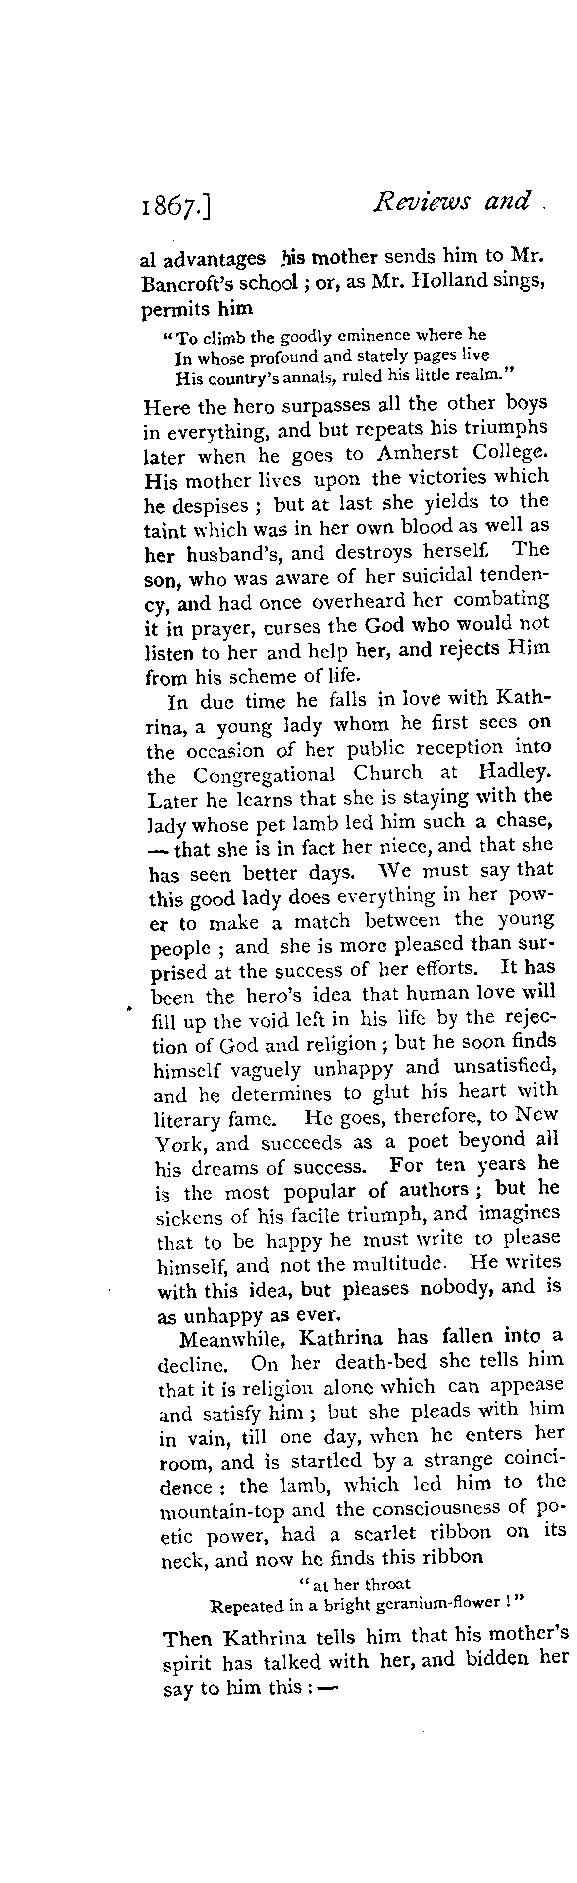 1867.] Reviews and
al advantages his mother sends him to Mr.
Bancroft's school ; or, as Mr. Holland sings,
permits him
"To climb the goodly eminence where he
In whose profound and stately pages live
His country's annals, ruled his little realm."
Here the hero surpasses all the other boys
in everything, and but repeats his triumphs
later when he goes to Amherst College.
His mother lives upon the victories which
he despises ; but at last she yields to the
taint which was in her own blood as well as
her husband's, and destroys herself. The
son, who was aware of her suicidal tenden-
cy, and had once overheard her combating
it in prayer, curses the God who would not
listen to her and help her, and rejects Him
from his scheme of life.
In due time he falls in love with Kath-
rina, a young lady whom he first sees on
the occasion of her public reception into
the Congregational Church at Hadley.
Later he learns that she is staying with the
lady whose pet lamb led him such a chase,
— that she is in fact her niece, and that she
has seen better days. We must say that
this good lady does everything in her pow-
er to make a match between the young
people ; and she is more pleased than sur-
prised at the success of her efforts. It has
been the hero's idea that human love will
fill up the void left in his life by the rejec-
tion of God and religion ; but he soon finds
himself vaguely unhappy and unsatisfied,
and he determines to glut his heart with
literary fame. He goes, therefore, to New
York, and succeeds as a poet beyond all
his dreams of success. For ten years he
is the most popular of authors ; but he
sickens of his facile triumph, and imagines
that to be happy he must write to please
himself, and not the multitude. He writes
with this idea, but pleases nobody, and is
as unhappy as ever.
Meanwhile, Kathrina has fallen into a
decline. On her death-bed she tells him
that it is religion alone which can appease
and satisfy him ; but she pleads with him
in vain, till one day, when he enters her
room, and is startled by a strange coinci-
dence : the lamb, which led him to the
mountain-top and the consciousness of po-
etic power, had a scarlet ribbon on its
neck, and now he finds this ribbon
"at her throat
Repeated in a bright geranium-flower !"
Then Kathrina tells him that his mother's
spirit has talked with her, and bidden her
say to him this : —